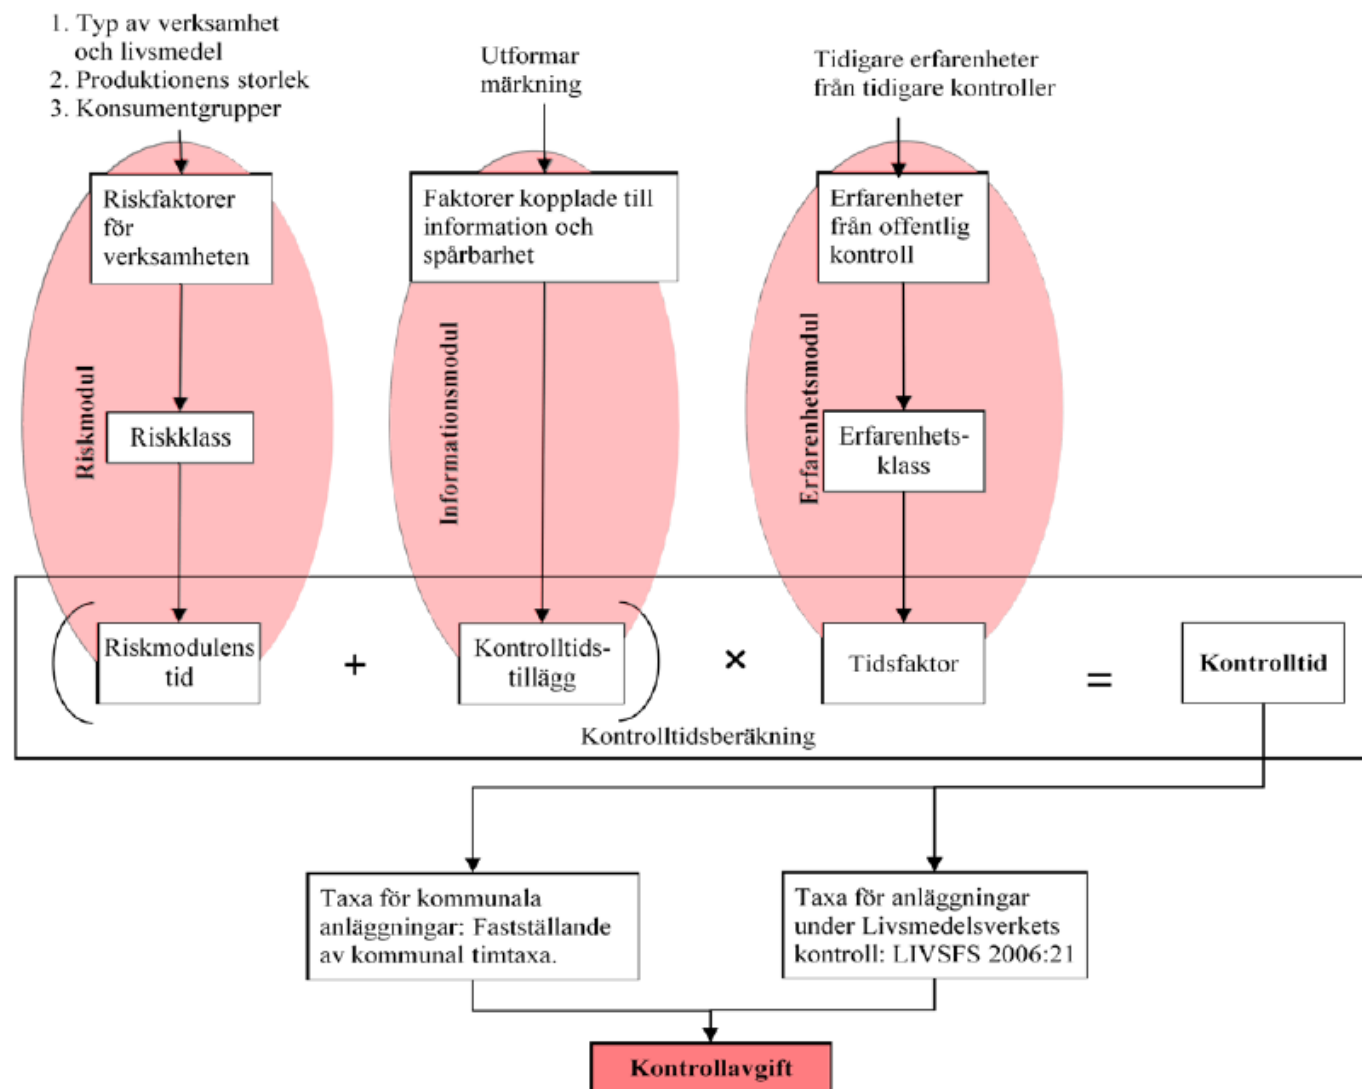 1. Typ av verksamhet
och livsmedel
2. Produktionens storlek
3. Konsumentgrupper
Utformar
märkning
Tidigare erfarenheter
från tidigare kontroller
Riskfaktorer
för
verksamheten
Faktorer kopplade till
information och
spårbarhet
Erfarenheter
från offentlig
kontroll
Riskmodul
Informationsmodul
Erfarenhetsmodul
Riskklass
Erfarenhets-
klass
( Riskmodulens
tid
+
Kontrolltids-
tillägg )
×
Tidsfaktor
=
Kontrolltid
Kontrolltidsberäkning
Taxa för kommunala
anläggningar: Fastställande
av kommunal timtaxa.
Taxa för anläggningar
under Livsmedelsverkets
kontroll: LIVSFS 2006:21
Kontrollavgift